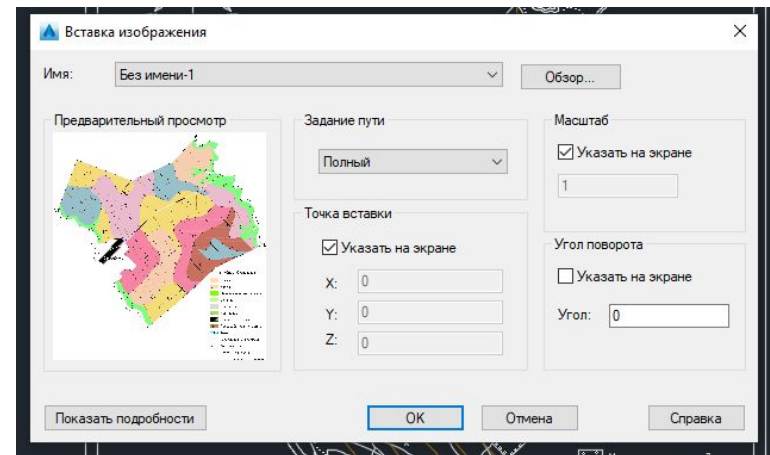 Вставка изображения
Имя: Без имени-1 Обзор...
Предварительный просмотр
Задание пути
Полный
Масштаб
Указать на экране
1
Точка вставки
Указать на экране
X: 0
Y: 0
Z: 0
Угол поворота
Указать на экране
Угол: 0
Показать подробности OK Отмена Справка